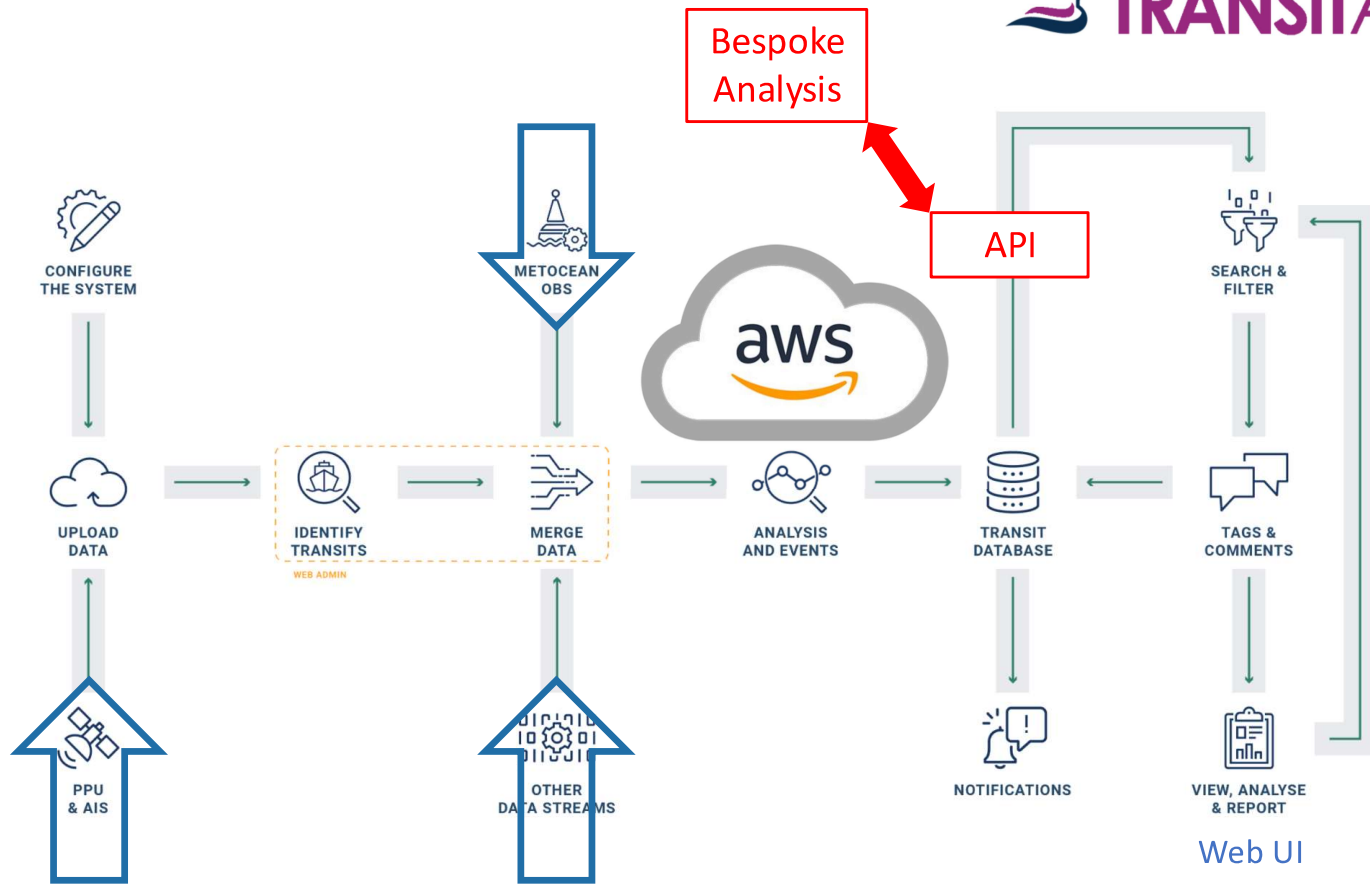 TRANSITA
Bespoke
Analysis
API
CONFIGURE
THE SYSTEM
METOCEAN
OBS
aws
SEARCH &
FILTER
UPLOAD
DATA
IDENTIFY
TRANSITS
WEB ADMIN
MERGE
DATA
ANALYSIS
AND EVENTS
TRANSIT
DATABASE
TAGS &
COMMENTS
PPU
& AIS
OTHER
DATA STREAMS
NOTIFICATIONS
VIEW, ANALYSE
& REPORT
Web UI